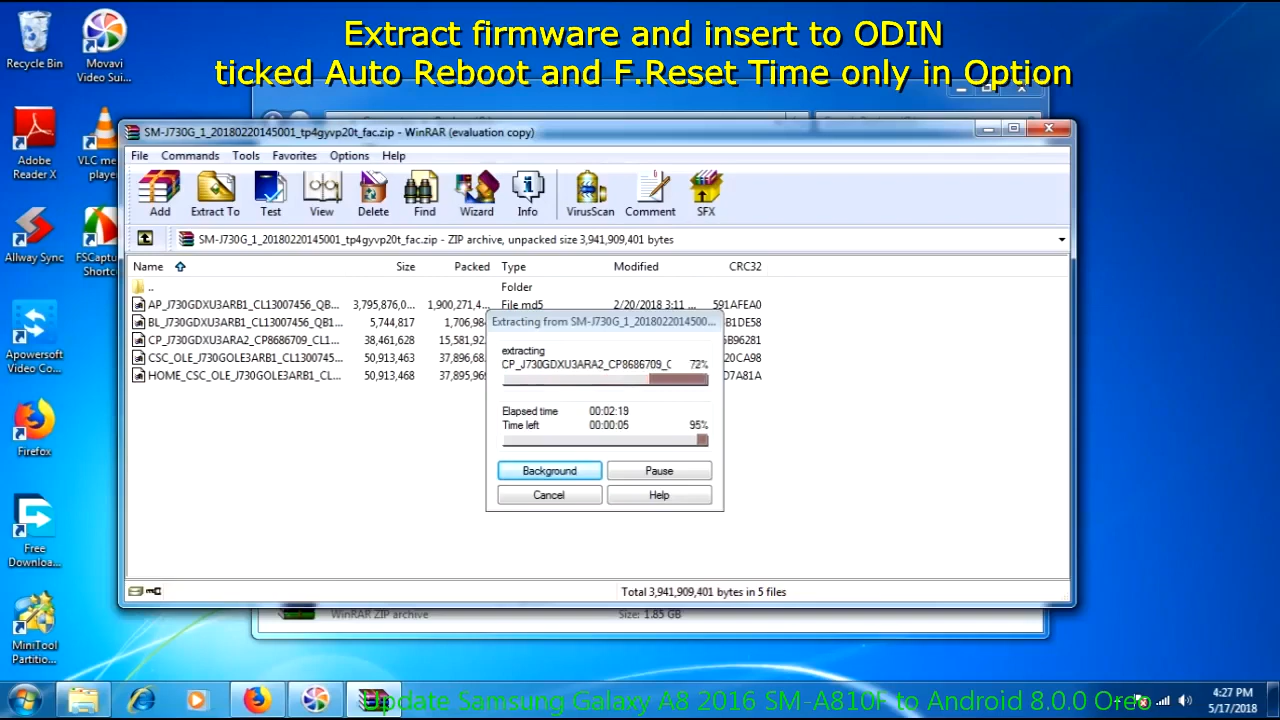 Extract firmware and insert to ODIN
ticked Auto Reboot and F.Reset Time only in Option
Recycle Bin
Movavi
Video Sui...
Adobe
Reader X
VLC me
player
Allway Sync
FSCaptu
Shortc
Apowersoft
Video Co...
Firefox
Free
Downloa...
MiniTool
Partitio...
SM-J730G_1_20180220145001_tp4gyvp20t_fac.zip - WinRAR (evaluation copy)
File Commands Tools Favorites Options Help
Add Extract To Test View Delete Find Wizard Info VirusScan Comment SFX
SM-J730G_1_20180220145001_tp4gyvp20t_fac.zip - ZIP archive, unpacked size 3,941,909,401 bytes
Name Size Packed Type Modified CRC32
.. Folder
AP_J730GDXU3ARB1_CL13007456_QB... 3,795,876,0... 1,900,271,4... File md5 2/20/2018 3:11 ... 591AFEA0
BL_J730GDXU3ARB1_CL13007456_QB1... 5,744,817 1,706,984 B1DE58
CP_J730GDXU3ARA2_CP8686709_CL1... 38,461,628 15,581,92 B96281
CSC_OLE_J730GOLE3ARB1_CL1300745... 50,913,463 37,896,68 20CA98
HOME_CSC_OLE_J730GOLE3ARB1_CL... 50,913,468 37,895,96 D7A81A
Extracting from SM-J730G_1_2018022014500...
extracting
CP_J730GDXU3ARA2_CP8686709_C 72%
Elapsed time 00:02:19
Time left 00:00:05 95%
Background Pause
Cancel Help
Total 3,941,909,401 bytes in 5 files
WinRAR ZIP archive Size: 1.85 GB
Update Samsung Galaxy A8 2016 SM-A810F to Android 8.0.0 Oreo
4:27 PM
5/17/2018